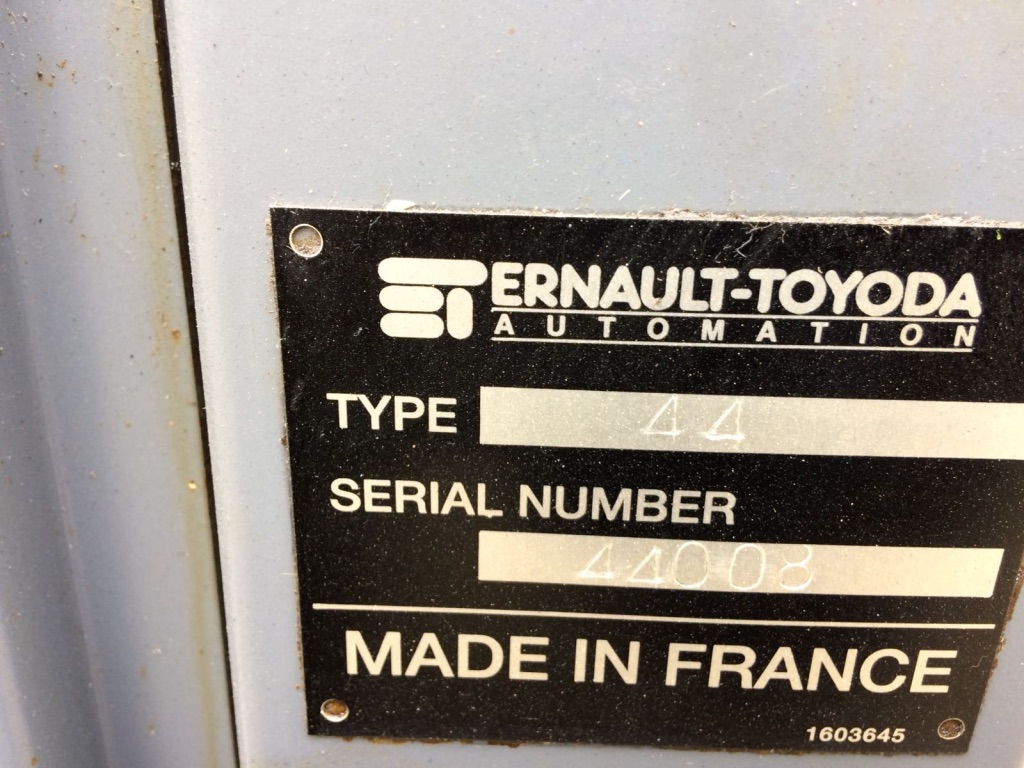 ERNAULT-TOYODA
AUTOMATION
TYPE 44
SERIAL NUMBER
44008
MADE IN FRANCE
1603645